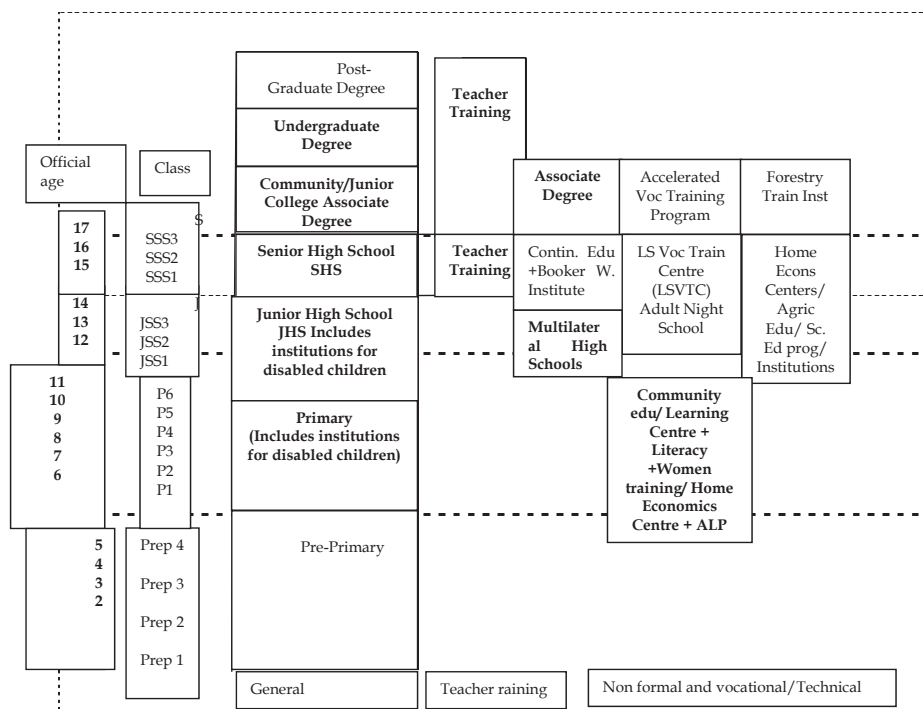 Post-
Graduate Degree
Undergraduate
Degree
Community/Junior
College Associate
Degree
Senior High School
SHS
Junior High School
JHS Includes
institutions for
disabled children
Primary
(Includes institutions
for disabled children)
Pre-Primary
General
Teacher
Training
Teacher
Training
Teacher raining
Official
age
17
16
15
14
13
12
11
10
9
8
7
6
5
4
3
2
Class
S
SSS3
SSS2
SSS1
J
JSS3
JSS2
JSS1
P6
P5
P4
P3
P2
P1
Prep 4
Prep 3
Prep 2
Prep 1
Associate
Degree
Contin. Edu
+Booker W.
Institute
Multilater
al High
Schools
Accelerated
Voc Training
Program
LS Voc Train
Centre
(LSVTC)
Adult Night
School
Community
edu/ Learning
Centre +
Literacy
+Women
training/ Home
Economics
Centre + ALP
Forestry
Train Inst
Home
Econs
Centers/
Agric
Edu/ Sc.
Ed prog/
Institutions
Non formal and vocational/Technical